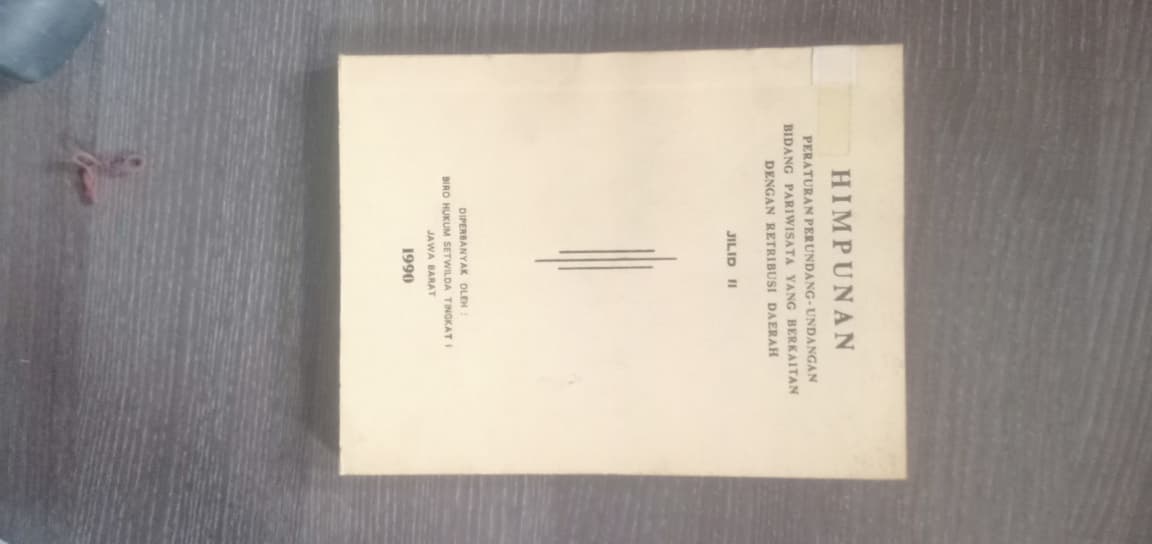 HIMPUNAN
PERATURAN PERUNDANG-UNDANGAN
BIDANG PARIWISATA YANG BERKAITAN
DENGAN RETRIBUSI DAERAH
JILID II
DIPERBANYAK OLEH :
BIRO HUKUM SETWILDA TINGKAT I
JAWA BARAT
1990